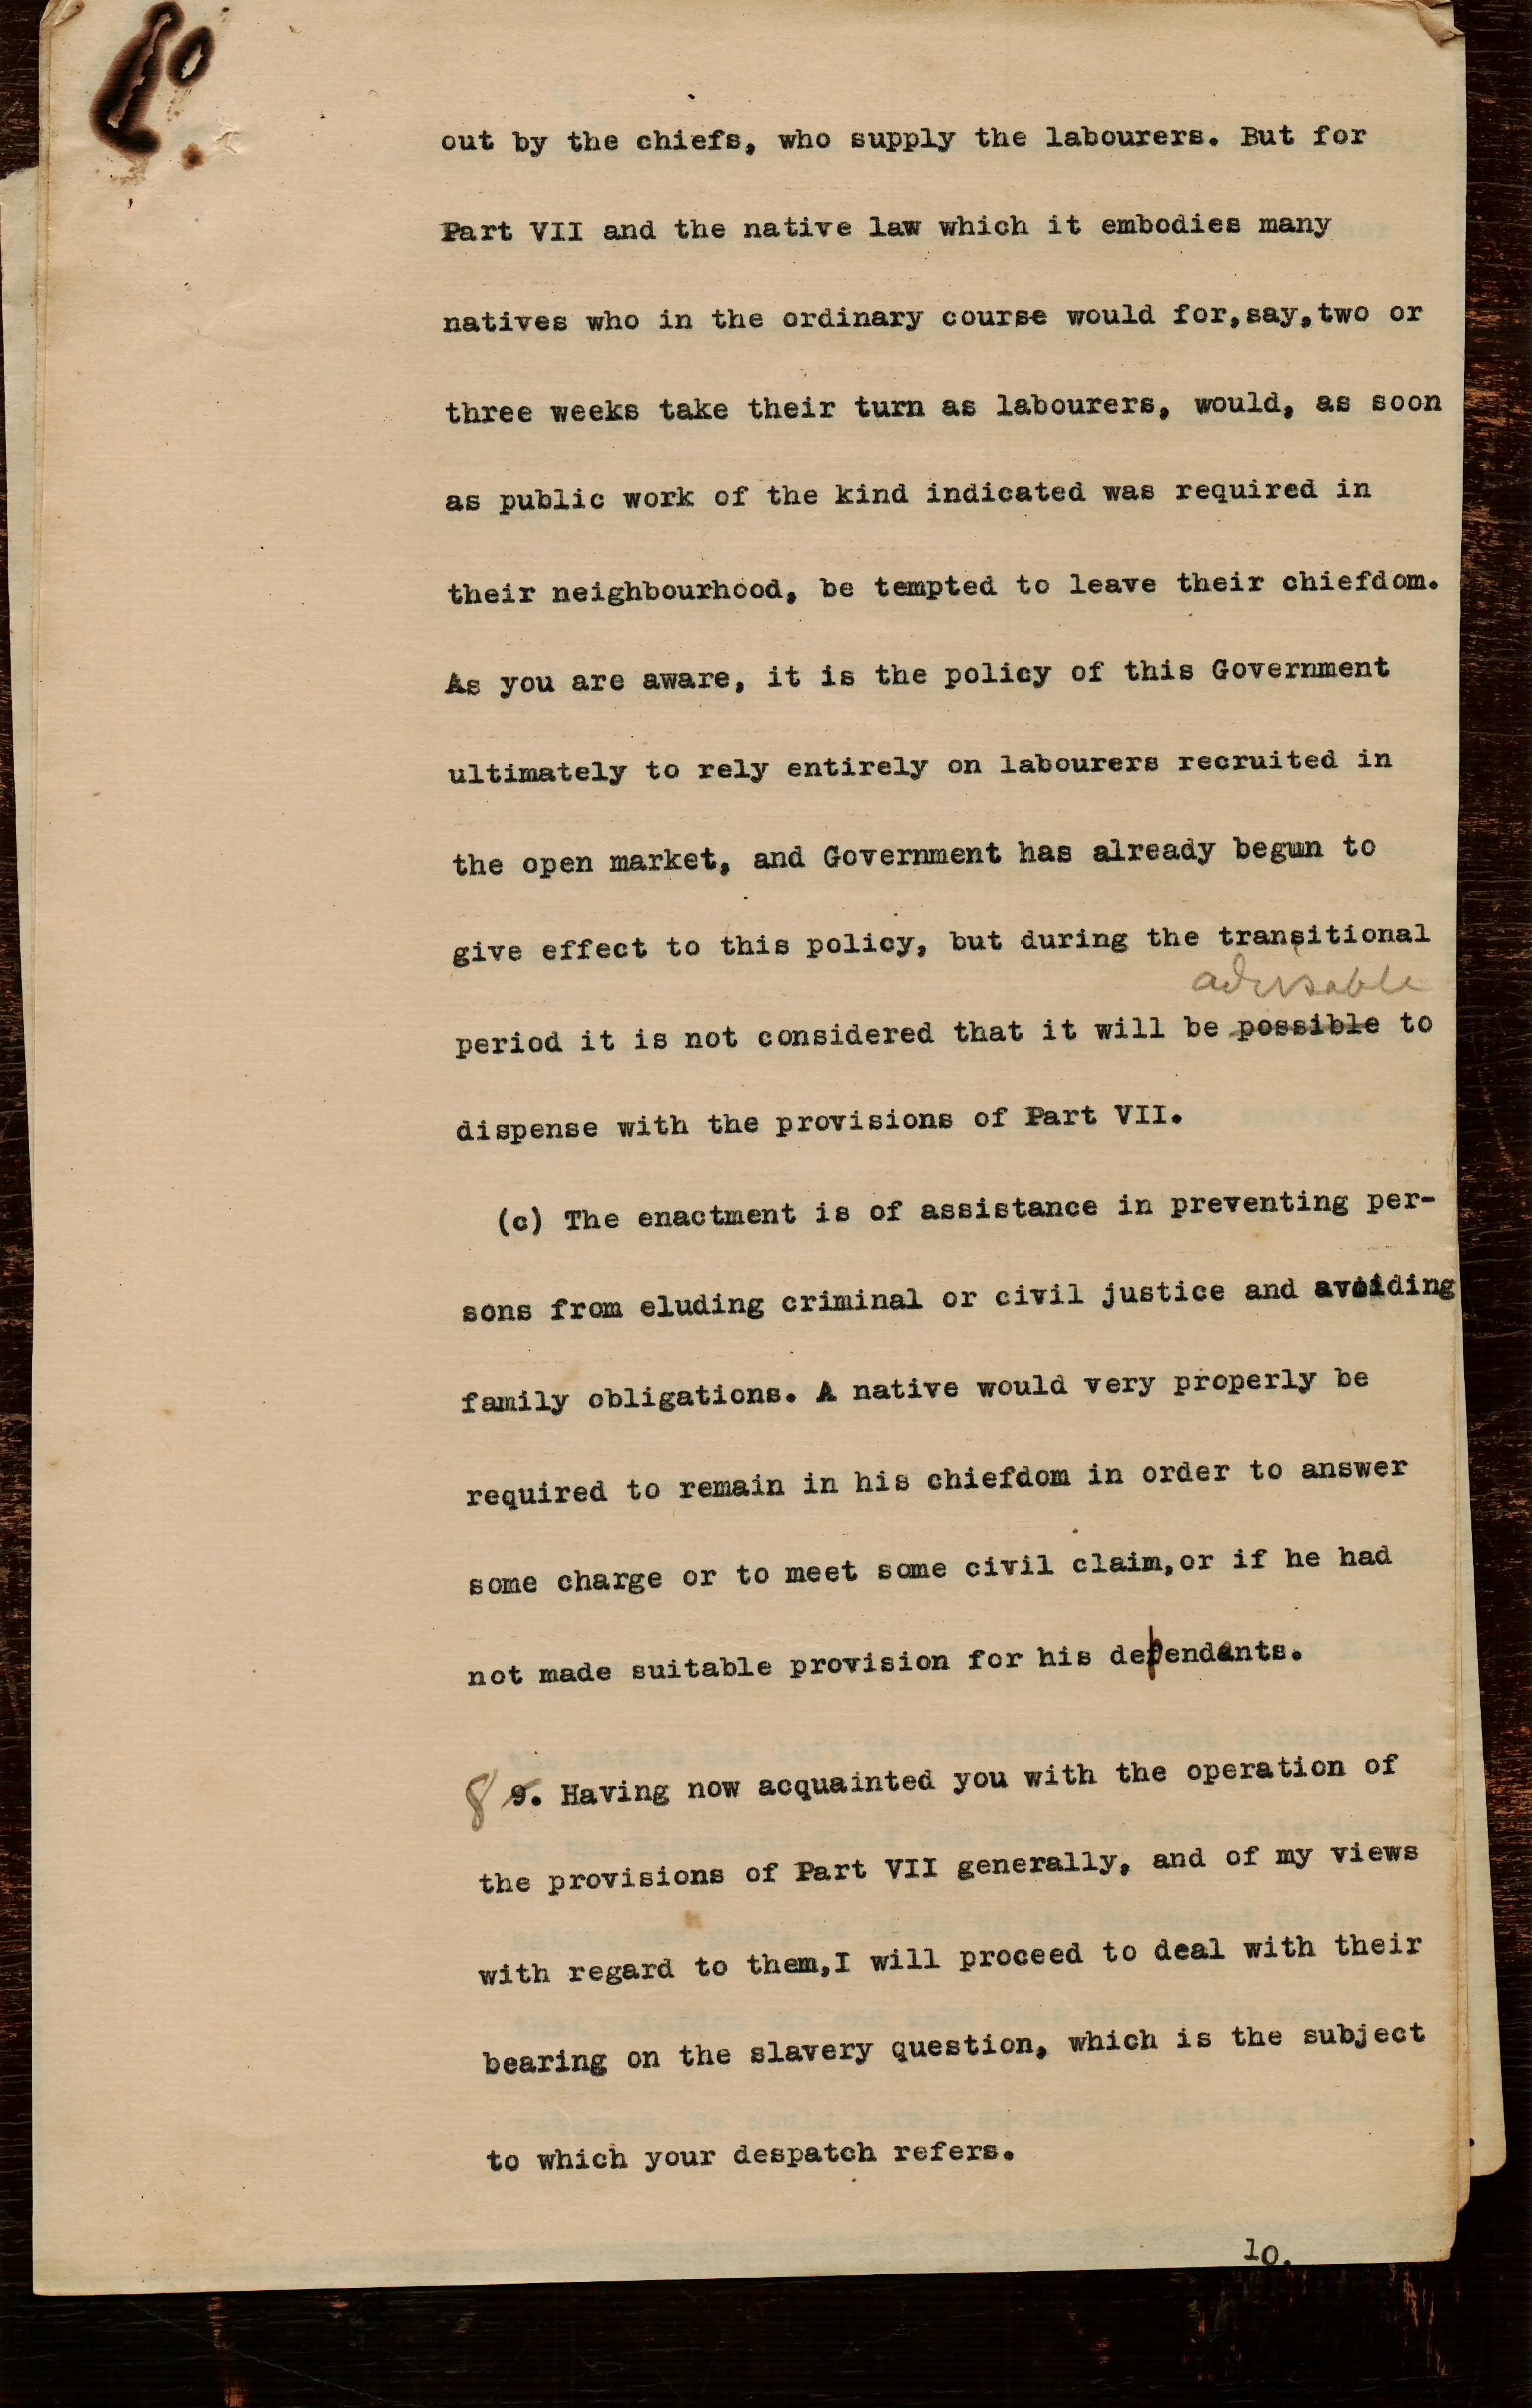 out by the chiefs, who supply the labourers. But for
Part VII and the native law which it embodies many
natives who in the ordinary course would for,say,two or
three weeks take their turn as labourers, would, as soon
as public work of the kind indicated was required in
their neighbourhood, be tempted to leave their chiefdom.
As you are aware, it is the policy of this Government
ultimately to rely entirely on labourers recruited in
the open market, and Government has already begun to
give effect to this policy, but during the transitional
advisable
period it is not considered that it will be possible to
dispense with the provisions of Part VII.
(c) The enactment is of assistance in preventing per-
sons from eluding criminal or civil justice and avoiding
family obligations. A native would very properly be
required to remain in his chiefdom in order to answer
some charge or to meet some civil claim,or if he had
not made suitable provision for his dependants.
8 9. Having now acquainted you with the operation of
the provisions of Part VII generally, and of my views
with regard to them,I will proceed to deal with their
bearing on the slavery question, which is the subject
to which your despatch refers.
10.